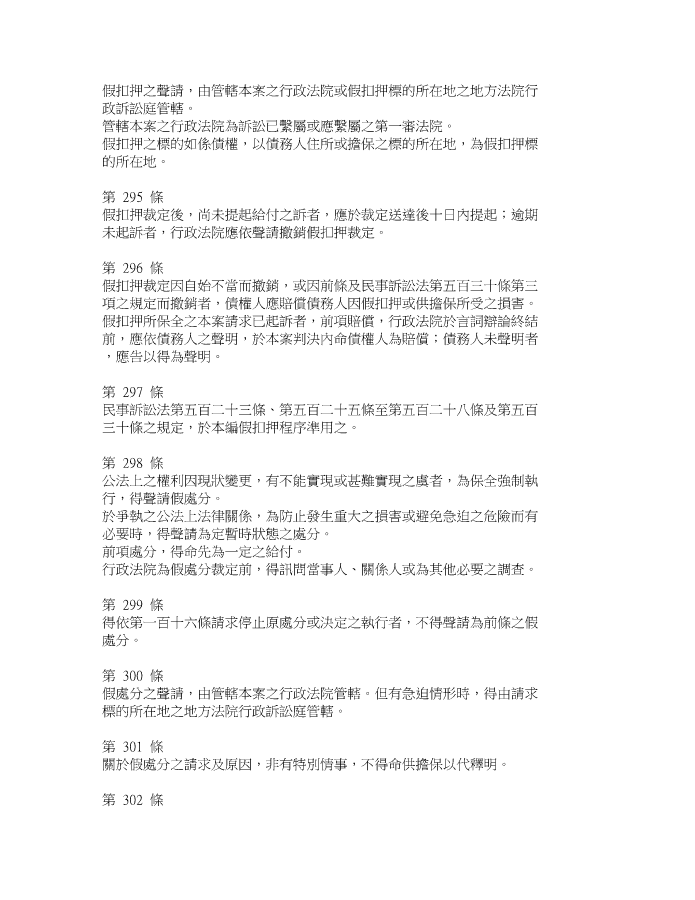 假扣押之聲請，由管轄本案之行政法院或假扣押標的所在地之地方法院行
政訴訟庭管轄。
管轄本案之行政法院為訴訟已繫屬或應繫屬之第一審法院。
假扣押之標的如係債權，以債務人住所或擔保之標的所在地，為假扣押標
的所在地。
第 295 條
假扣押裁定後，尚未提起給付之訴者，應於裁定送達後十日內提起；逾期
未起訴者，行政法院應依聲請撤銷假扣押裁定。
第 296 條
假扣押裁定因自始不當而撤銷，或因前條及民事訴訟法第五百三十條第三
項之規定而撤銷者，債權人應賠償債務人因假扣押或供擔保所受之損害。
假扣押所保全之本案請求已起訴者，前項賠償，行政法院於言詞辯論終結
前，應依債務人之聲明，於本案判決內命債權人為賠償；債務人未聲明者
，應告以得為聲明。
第 297 條
民事訴訟法第五百二十三條、第五百二十五條至第五百二十八條及第五百
三十條之規定，於本編假扣押程序準用之。
第 298 條
公法上之權利因現狀變更，有不能實現或甚難實現之虞者，為保全強制執
行，得聲請假處分。
於爭執之公法上法律關係，為防止發生重大之損害或避免急迫之危險而有
必要時，得聲請為定暫時狀態之處分。
前項處分，得命先為一定之給付。
行政法院為假處分裁定前，得訊問當事人、關係人或為其他必要之調查。
第 299 條
得依第一百十六條請求停止原處分或決定之執行者，不得聲請為前條之假
處分。
第 300 條
假處分之聲請，由管轄本案之行政法院管轄。但有急迫情形時，得由請求
標的所在地之地方法院行政訴訟庭管轄。
第 301 條
關於假處分之請求及原因，非有特別情事，不得命供擔保以代釋明。
第 302 條